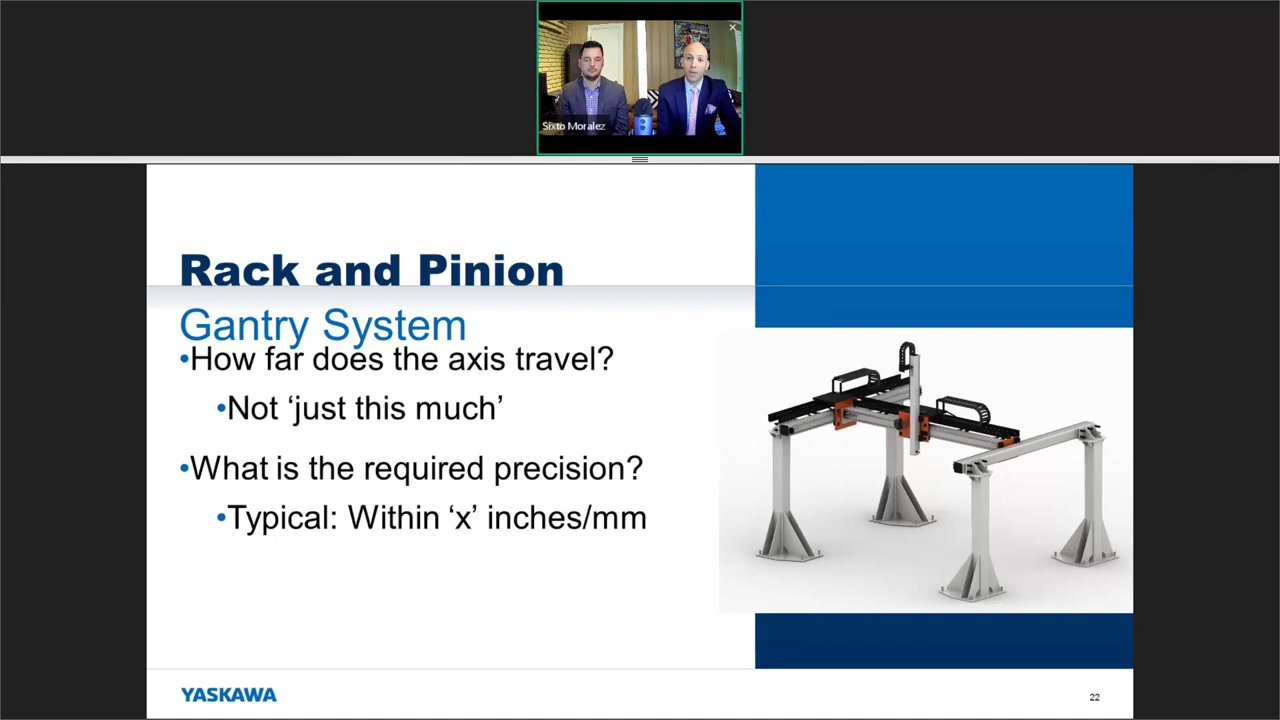 Sixto Moralez
Rack and Pinion
Gantry System
•How far does the axis travel?
•Not ‘just this much’
•What is the required precision?
•Typical: Within ‘x’ inches/mm
YASKAWA
22